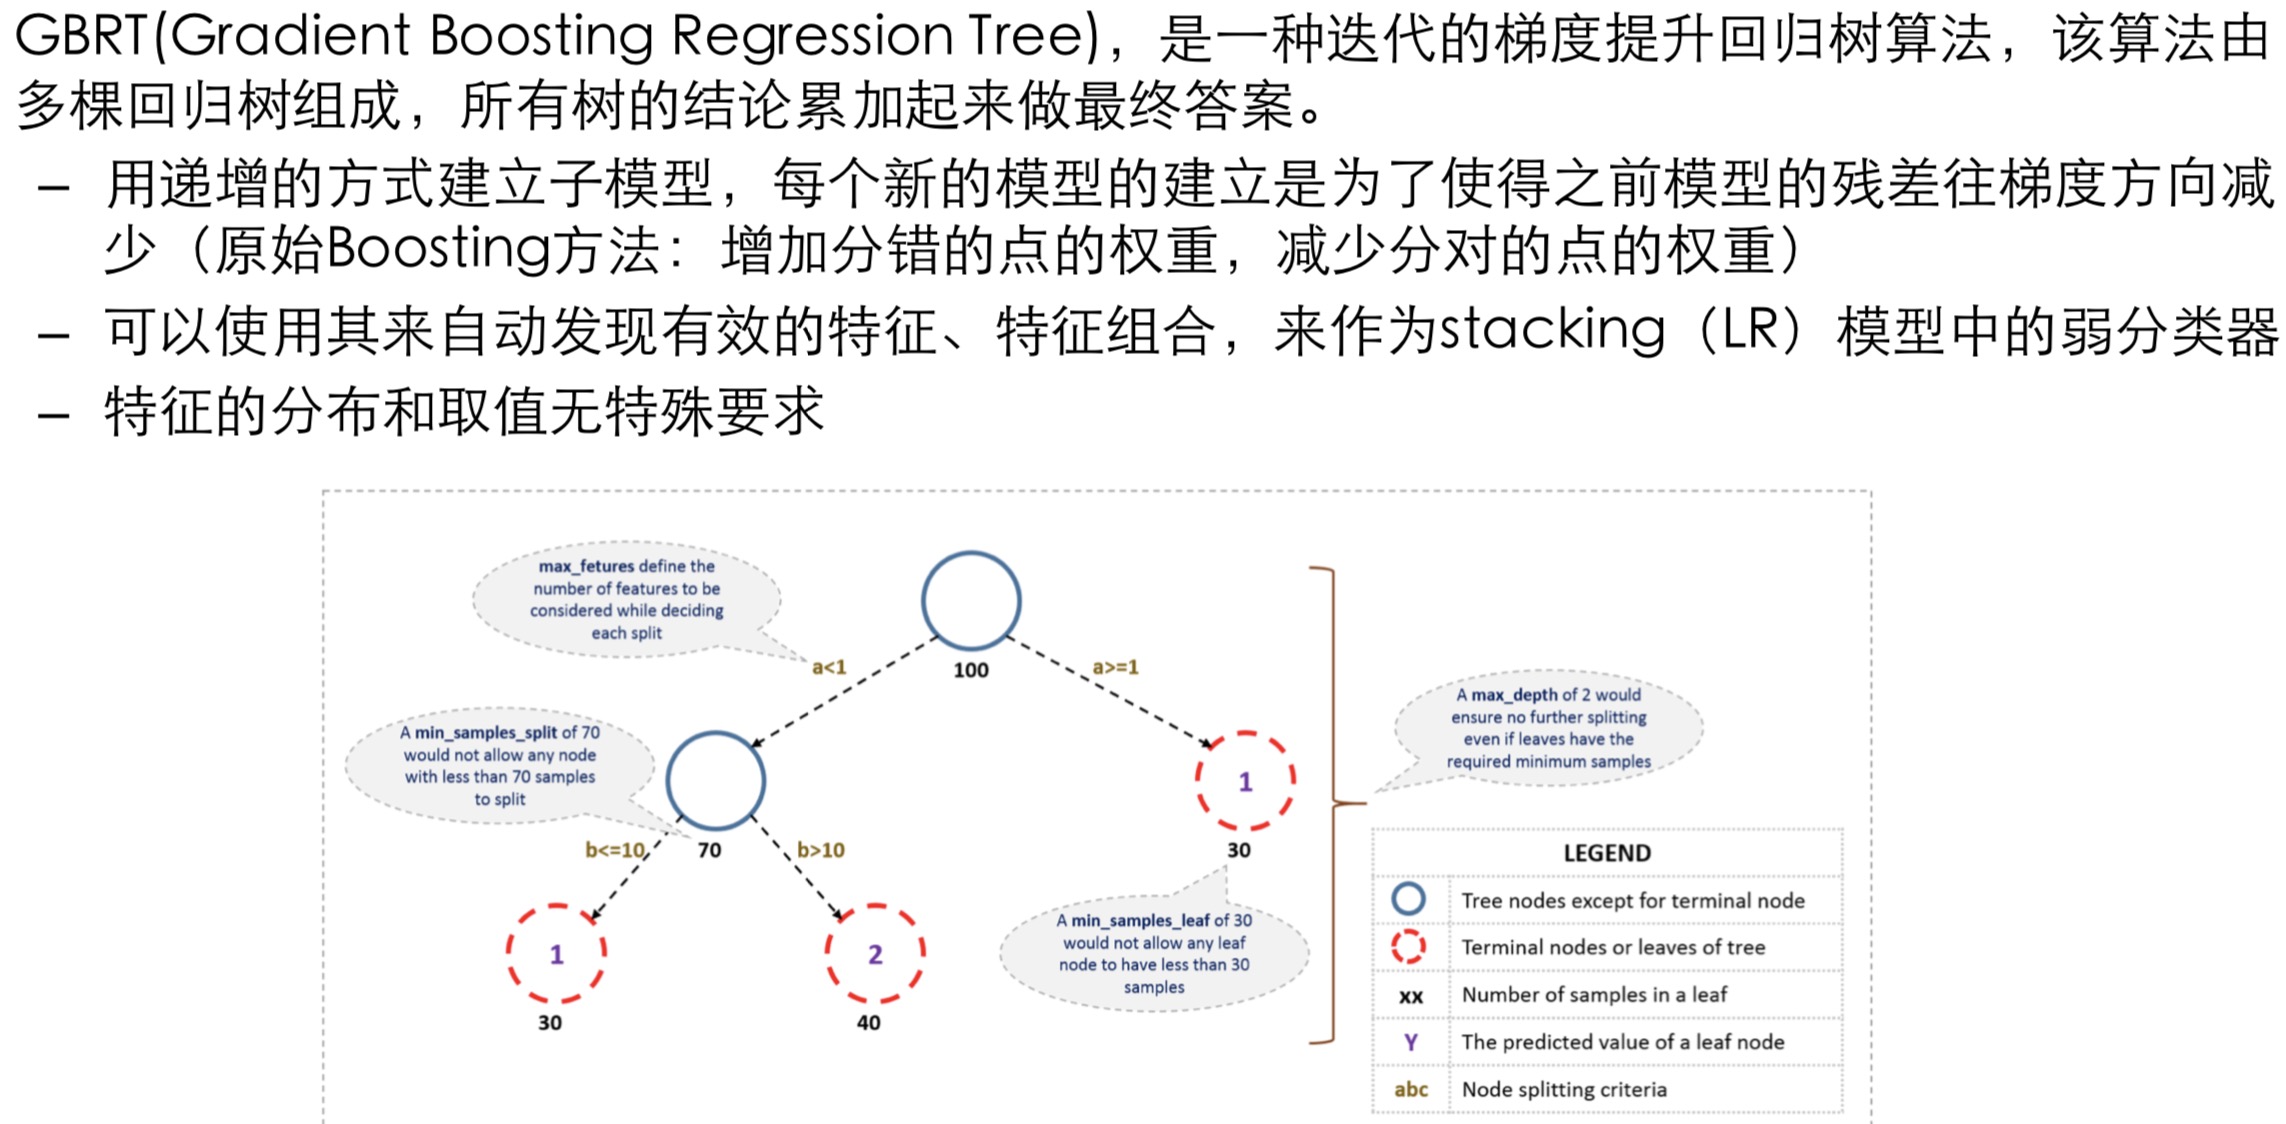 GBRT(Gradient Boosting Regression Tree)，是一种迭代的梯度提升回归树算法，该算法由
多棵回归树组成，所有树的结论累加起来做最终答案。
– 用递增的方式建立子模型，每个新的模型的建立是为了使得之前模型的残差往梯度方向减
少（原始Boosting方法：增加分错的点的权重，减少分对的点的权重）
– 可以使用其来自动发现有效的特征、特征组合，来作为stacking（LR）模型中的弱分类器
– 特征的分布和取值无特殊要求
max_fetures define the
number of features to be
considered while deciding
each split
a<1
100
a>=1
A min_samples_split of 70
would not allow any node
with less than 70 samples
to split
A max_depth of 2 would
ensure no further splitting
even if leaves have the
required minimum samples
1
b<=10
70
b>10
30
1
30
2
40
A min_samples_leaf of 30
would not allow any leaf
node to have less than 30
samples
LEGEND
Tree nodes except for terminal node
Terminal nodes or leaves of tree
xx Number of samples in a leaf
Y The predicted value of a leaf node
abc Node splitting criteria